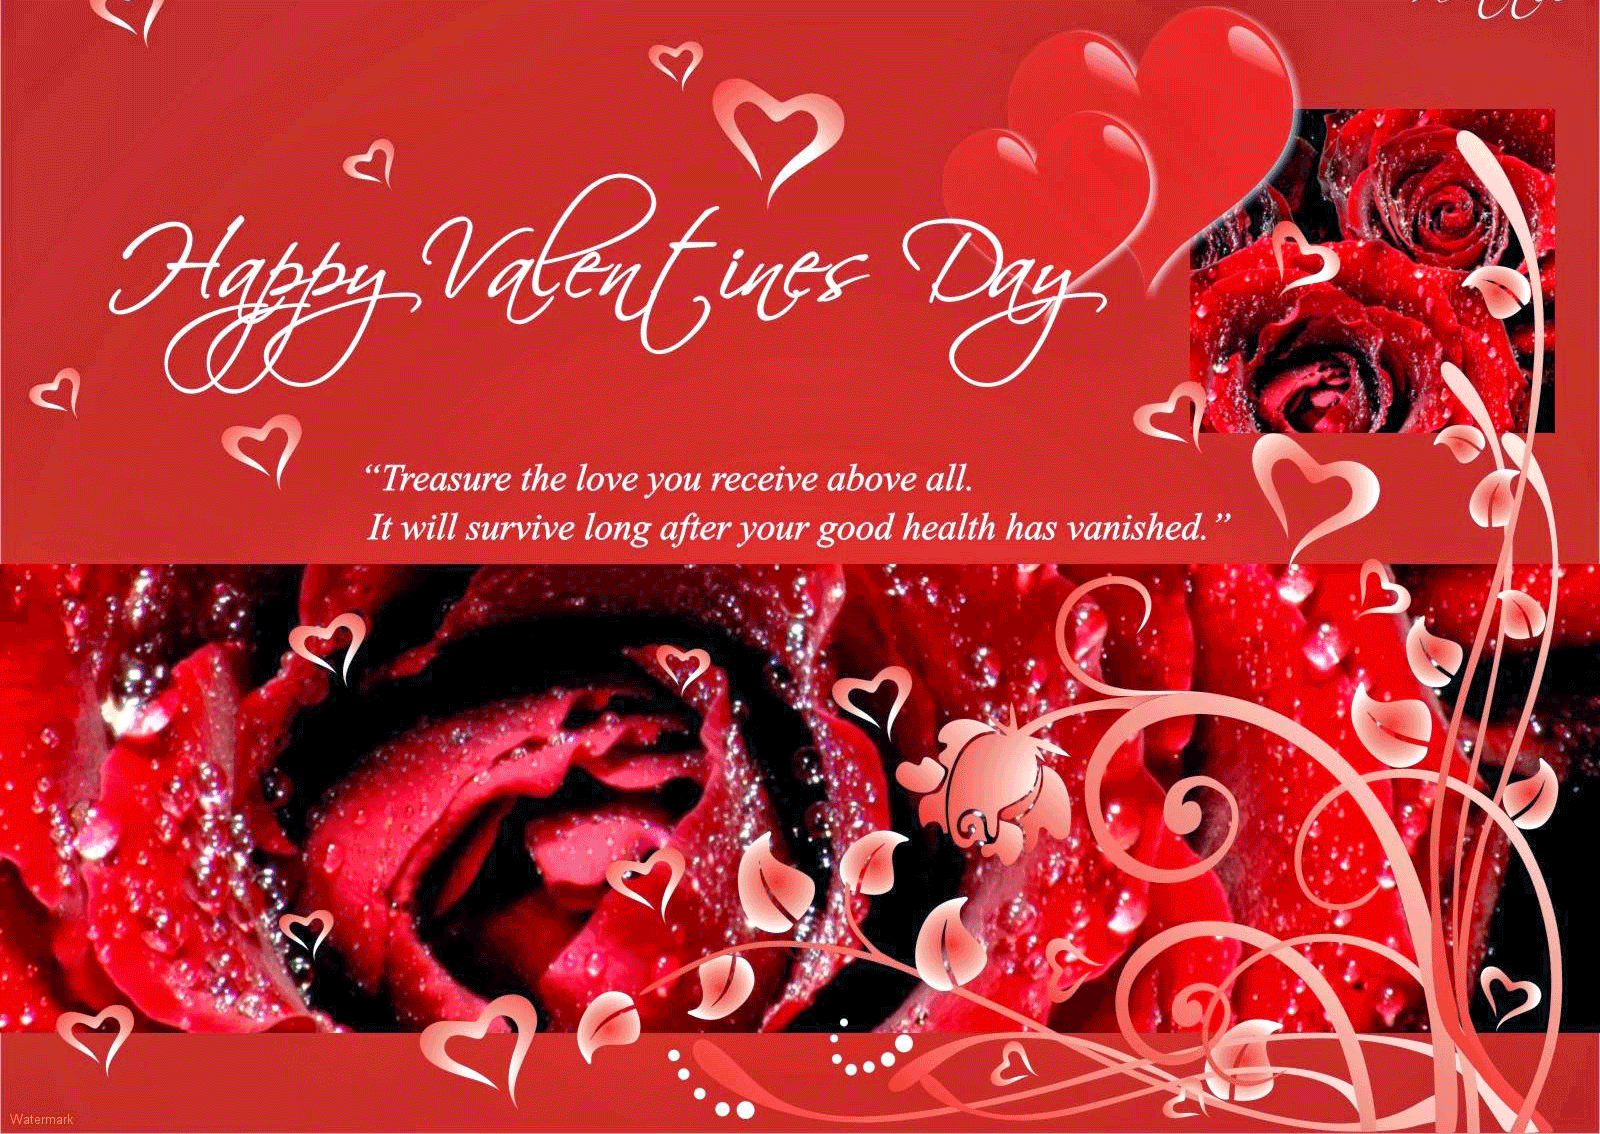 Happy Valentines Day
“Treasure the love you receive above all.
It will survive long after your good health has vanished.”
Watermark